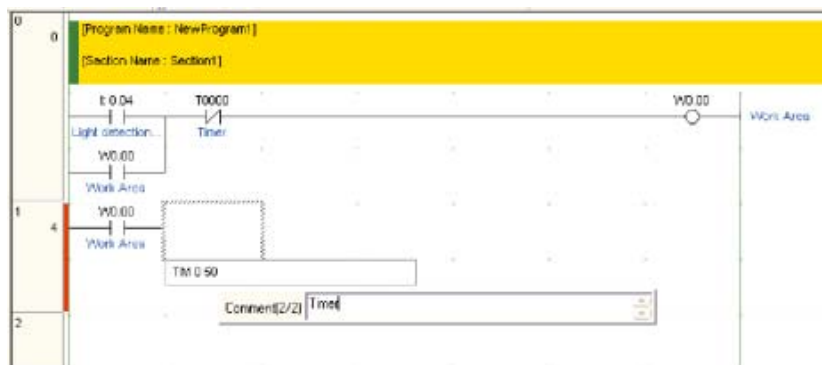 0
0
[Program Name : NewProgram1]
[Section Name : Section1]
I: 0.04 T0000 W0.00
Light detection... Timer Work Area
W0.00
Work Area
1
4
W0.00
Work Area
TIM 0 50
Comment(2/2) Timer
2